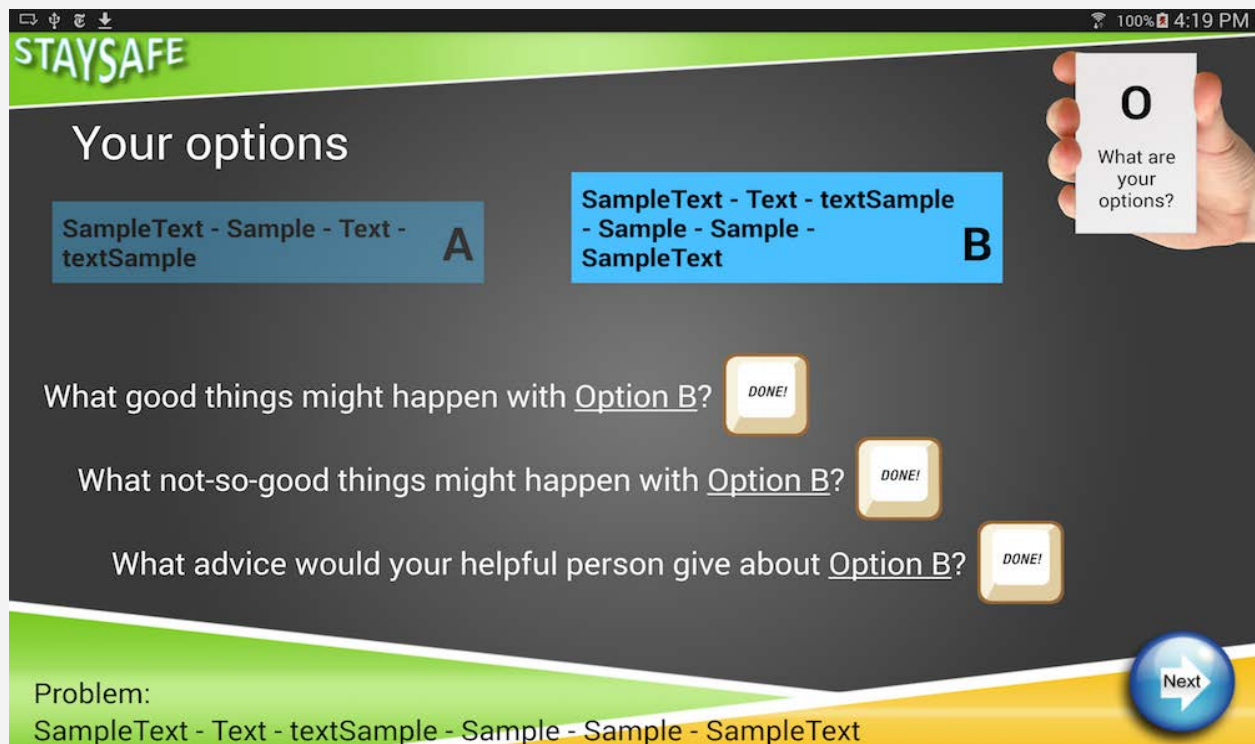 100% 4:19 PM
STAYSAFE
O
What are
your
options?
Your options
SampleText - Sample - Text -
textSample
A
SampleText - Text - textSample
- Sample - Sample -
SampleText
B
What good things might happen with Option B?
DONE!
What not-so-good things might happen with Option B?
DONE!
What advice would your helpful person give about Option B?
DONE!
Next
Problem:
SampleText - Text - textSample - Sample - Sample - SampleText